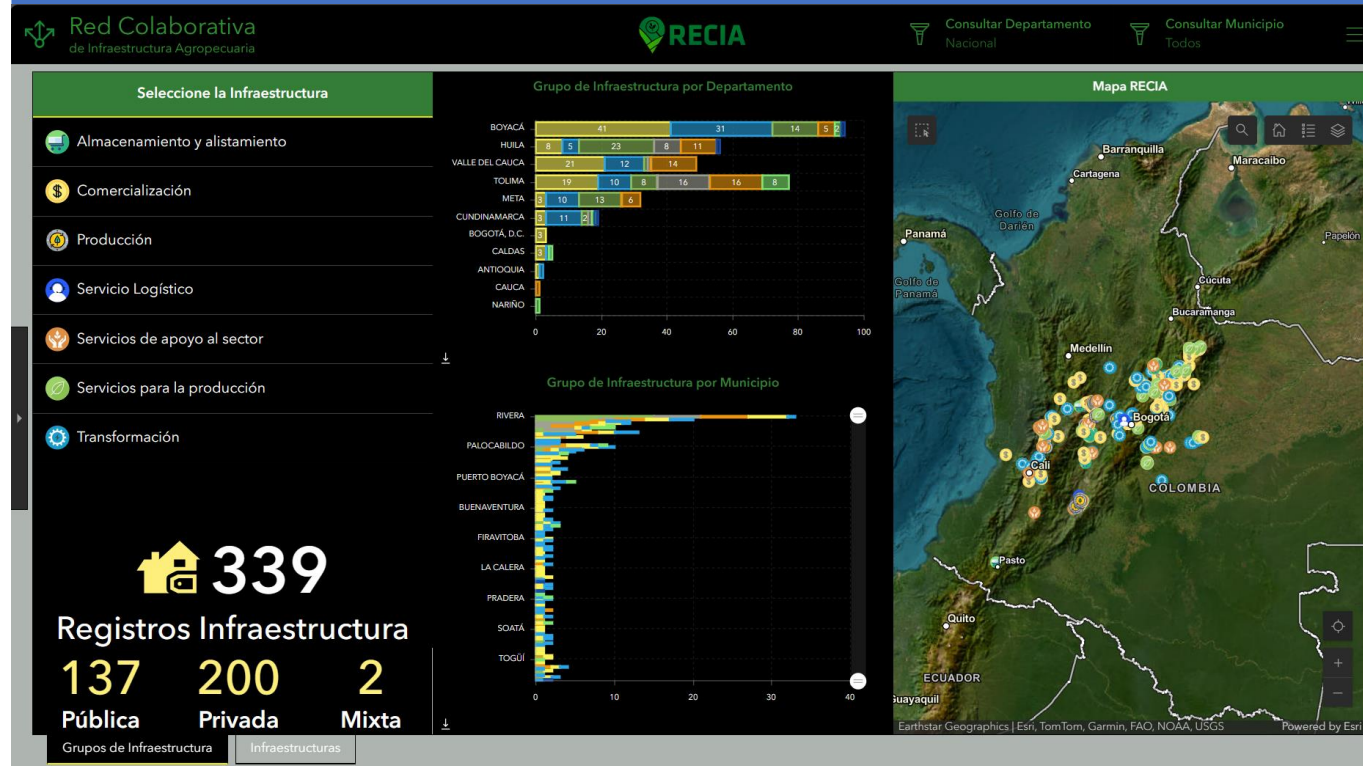 Red Colaborativa
de Infraestructura Agropecuaria
RECIA
Consultar Departamento
Nacional
Consultar Municipio
Todos
Seleccione la Infraestructura
Almacenamiento y alistamiento
Comercialización
Producción
Servicio Logístico
Servicios de apoyo al sector
Servicios para la producción
Transformación
339
Registros Infraestructura
137 200 2
Pública Privada Mixta
Grupo de Infraestructura por Departamento
BOYACÁ 41 31 14 5 2
HUILA 8 5 23 8 11
VALLE DEL CAUCA 21 12 14
TOLIMA 19 10 8 16 16 8
META 3 10 13 6
CUNDINAMARCA 3 11 2
BOGOTÁ, D.C. 3
CALDAS 3
ANTIOQUIA
CAUCA
NARIÑO
0 20 40 60 80 100
Grupo de Infraestructura por Municipio
RIVERA
PALOCABILDO
PUERTO BOYACÁ
BUENAVENTURA
FIRAVITOBA
LA CALERA
PRADERA
SOATÁ
TOGÜÍ
0 10 20 30 40
Mapa RECIA
Barranquilla
Maracaibo
Cartagena
Golfo de
Darién
Panamá
Papelón
Golfo de
Panamá
Cúcuta
Bucaramanga
Medellín
Bogotá
Cali
COLOMBIA
Pasto
Quito
ECUADOR
Guayaquil
Earthstar Geographics | Esri, TomTom, Garmin, FAO, NOAA, USGS
Powered by Esri
Grupos de Infraestructura
Infraestructuras